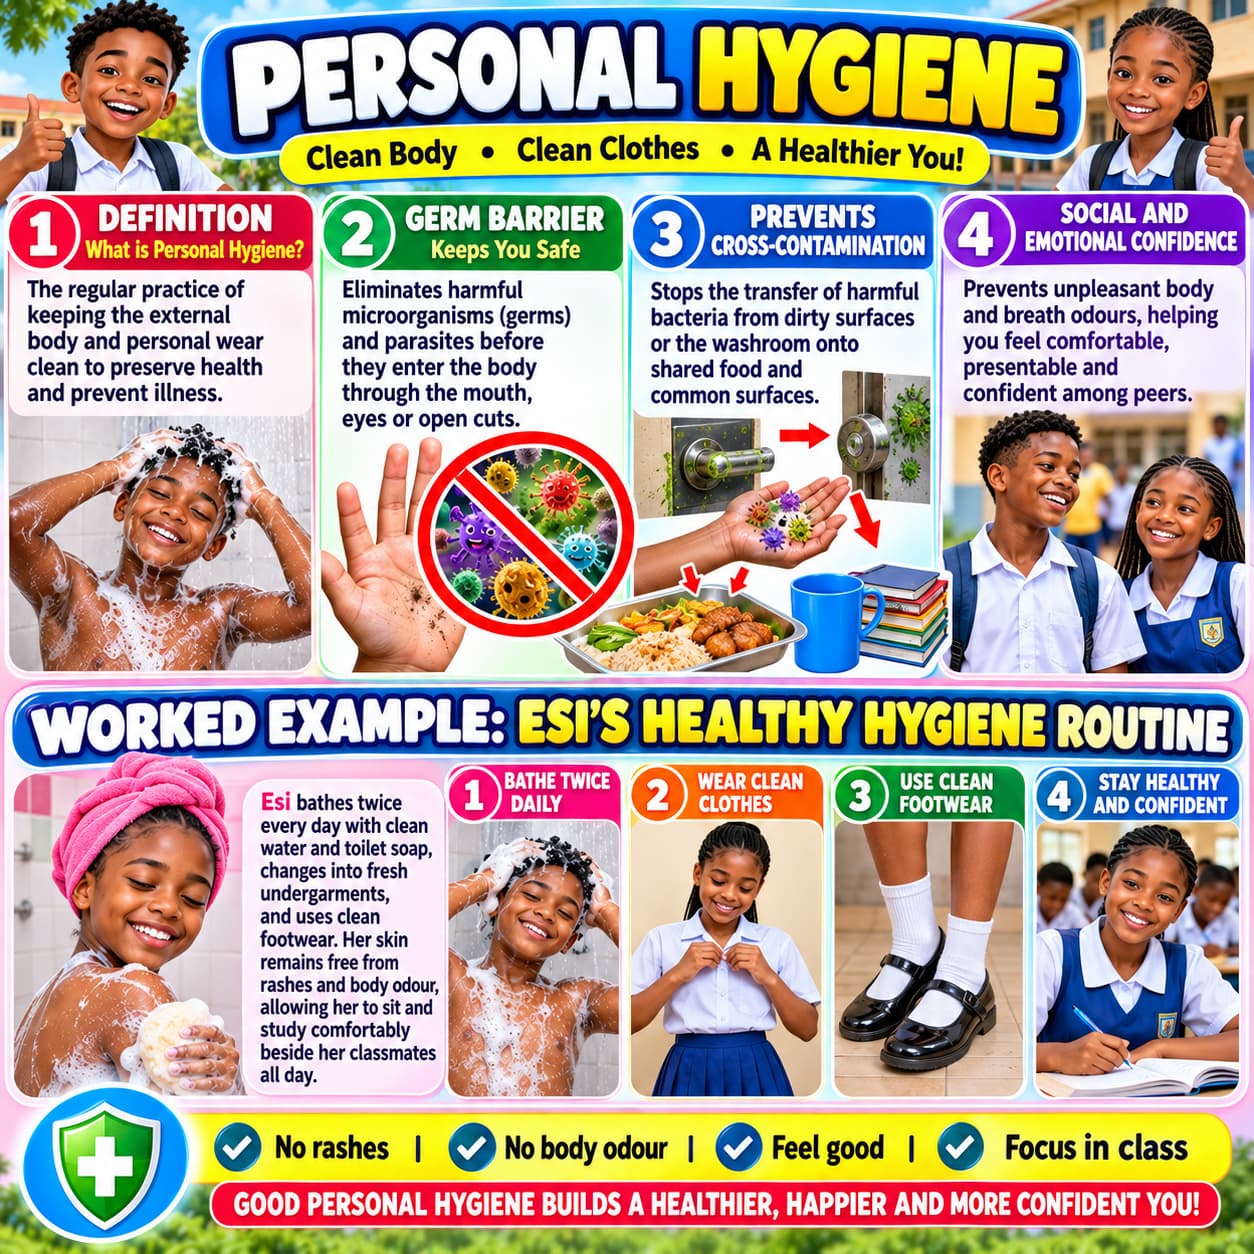 PERSONAL HYGIENE
Clean Body • Clean Clothes • A Healthier You!
1
DEFINITION
What is Personal Hygiene?
The regular practice of
keeping the external
body and personal wear
clean to preserve health
and prevent illness.
2
GERM BARRIER
Keeps You Safe
Eliminates harmful
microorganisms (germs)
and parasites before
they enter the body
through the mouth,
eyes or open cuts.
3
PREVENTS
CROSS-CONTAMINATION
Stops the transfer of harmful
bacteria from dirty surfaces
or the washroom onto
shared food and
common surfaces.
4
SOCIAL AND
EMOTIONAL CONFIDENCE
Prevents unpleasant body
and breath odours, helping
you feel comfortable,
presentable and
confident among peers.
WORKED EXAMPLE: ESI'S HEALTHY HYGIENE ROUTINE
Esi bathes twice
every day with clean
water and toilet soap,
changes into fresh
undergarments,
and uses clean
footwear. Her skin
remains free from
rashes and body odour,
allowing her to sit and
study comfortably
beside her classmates
all day.
1
BATHE TWICE
DAILY
2
WEAR CLEAN
CLOTHES
3
USE CLEAN
FOOTWEAR
4
STAY HEALTHY
AND CONFIDENT
No rashes | No body odour | Feel good | Focus in class
GOOD PERSONAL HYGIENE BUILDS A HEALTHIER, HAPPIER AND MORE CONFIDENT YOU!